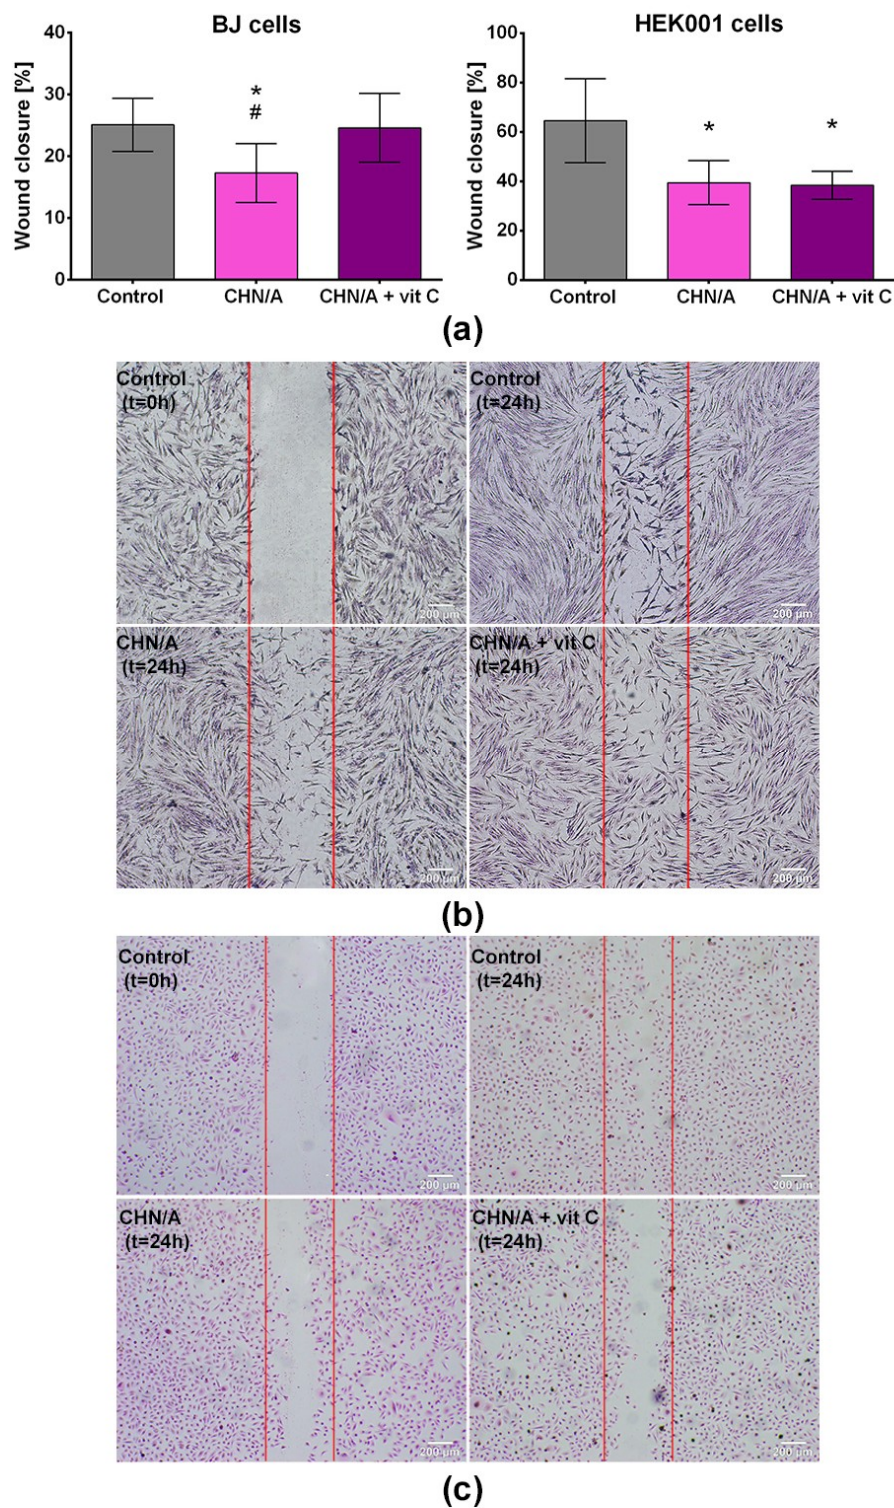 BJ cells
Wound closure [%]
40
30
20
10
0
*
#
Control
CHN/A
CHN/A + vit C
HEK001 cells
Wound closure [%]
100
80
60
40
20
0
*
*
Control
CHN/A
CHN/A + vit C
(a)
Control
(t=0h)
200 µm
Control
(t=24h)
200 µm
CHN/A
(t=24h)
200 µm
CHN/A + vit C
(t=24h)
200 µm
(b)
Control
(t=0h)
200 µm
Control
(t=24h)
200 µm
CHN/A
(t=24h)
200 µm
CHN/A + vit C
(t=24h)
200 µm
(c)